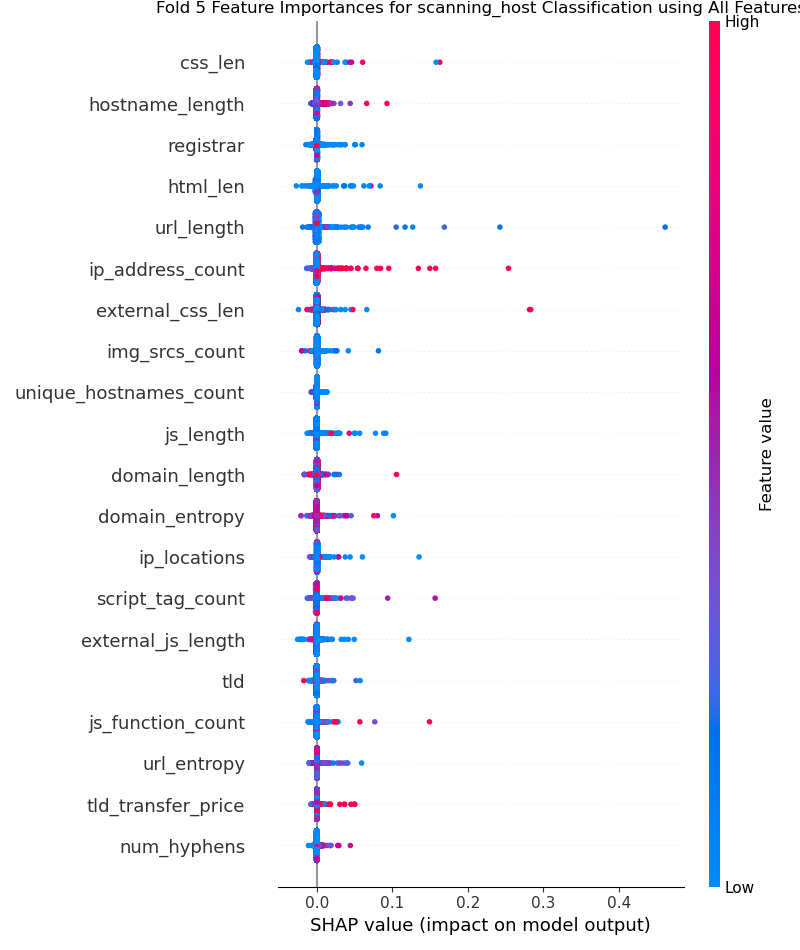 Fold 5 Feature Importances for scanning_host Classification using All Features
High
css_len
hostname_length
registrar
html_len
url_length
ip_address_count
external_css_len
img_srcs_count
unique_hostnames_count
js_length
domain_length
domain_entropy
ip_locations
script_tag_count
external_js_length
tld
js_function_count
url_entropy
tld_transfer_price
num_hyphens
Feature value
Low
0.0 0.1 0.2 0.3 0.4
SHAP value (impact on model output)